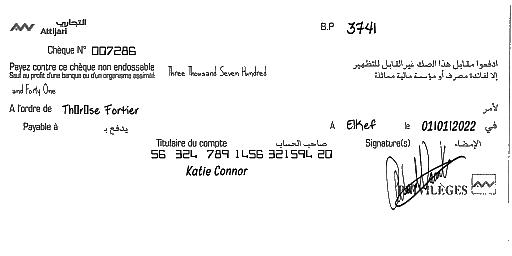 التجاري
Attijari
B.P 3741
Chèque N° 007286
Payez contre ce chèque non endossable
Sauf au profit d'une banque ou d'un organisme assimilé
Three Thousand Seven Hundred
ادفعوا مقابل هذا الصك غير القابل للتظهير
إلا لفائدة مصرف أو مؤسسة مالية مماثلة
and Forty One
A l'ordre de Th▯r▯se Fortier
لأمر
Payable à يدفع بـ
A ElKef le 01/01/2022 في
Titulaire du compte صاحب الحساب
Signature(s) الإمضاء
56 324 789 1456 321594 20
Katie Connor
PRIVILÈGES